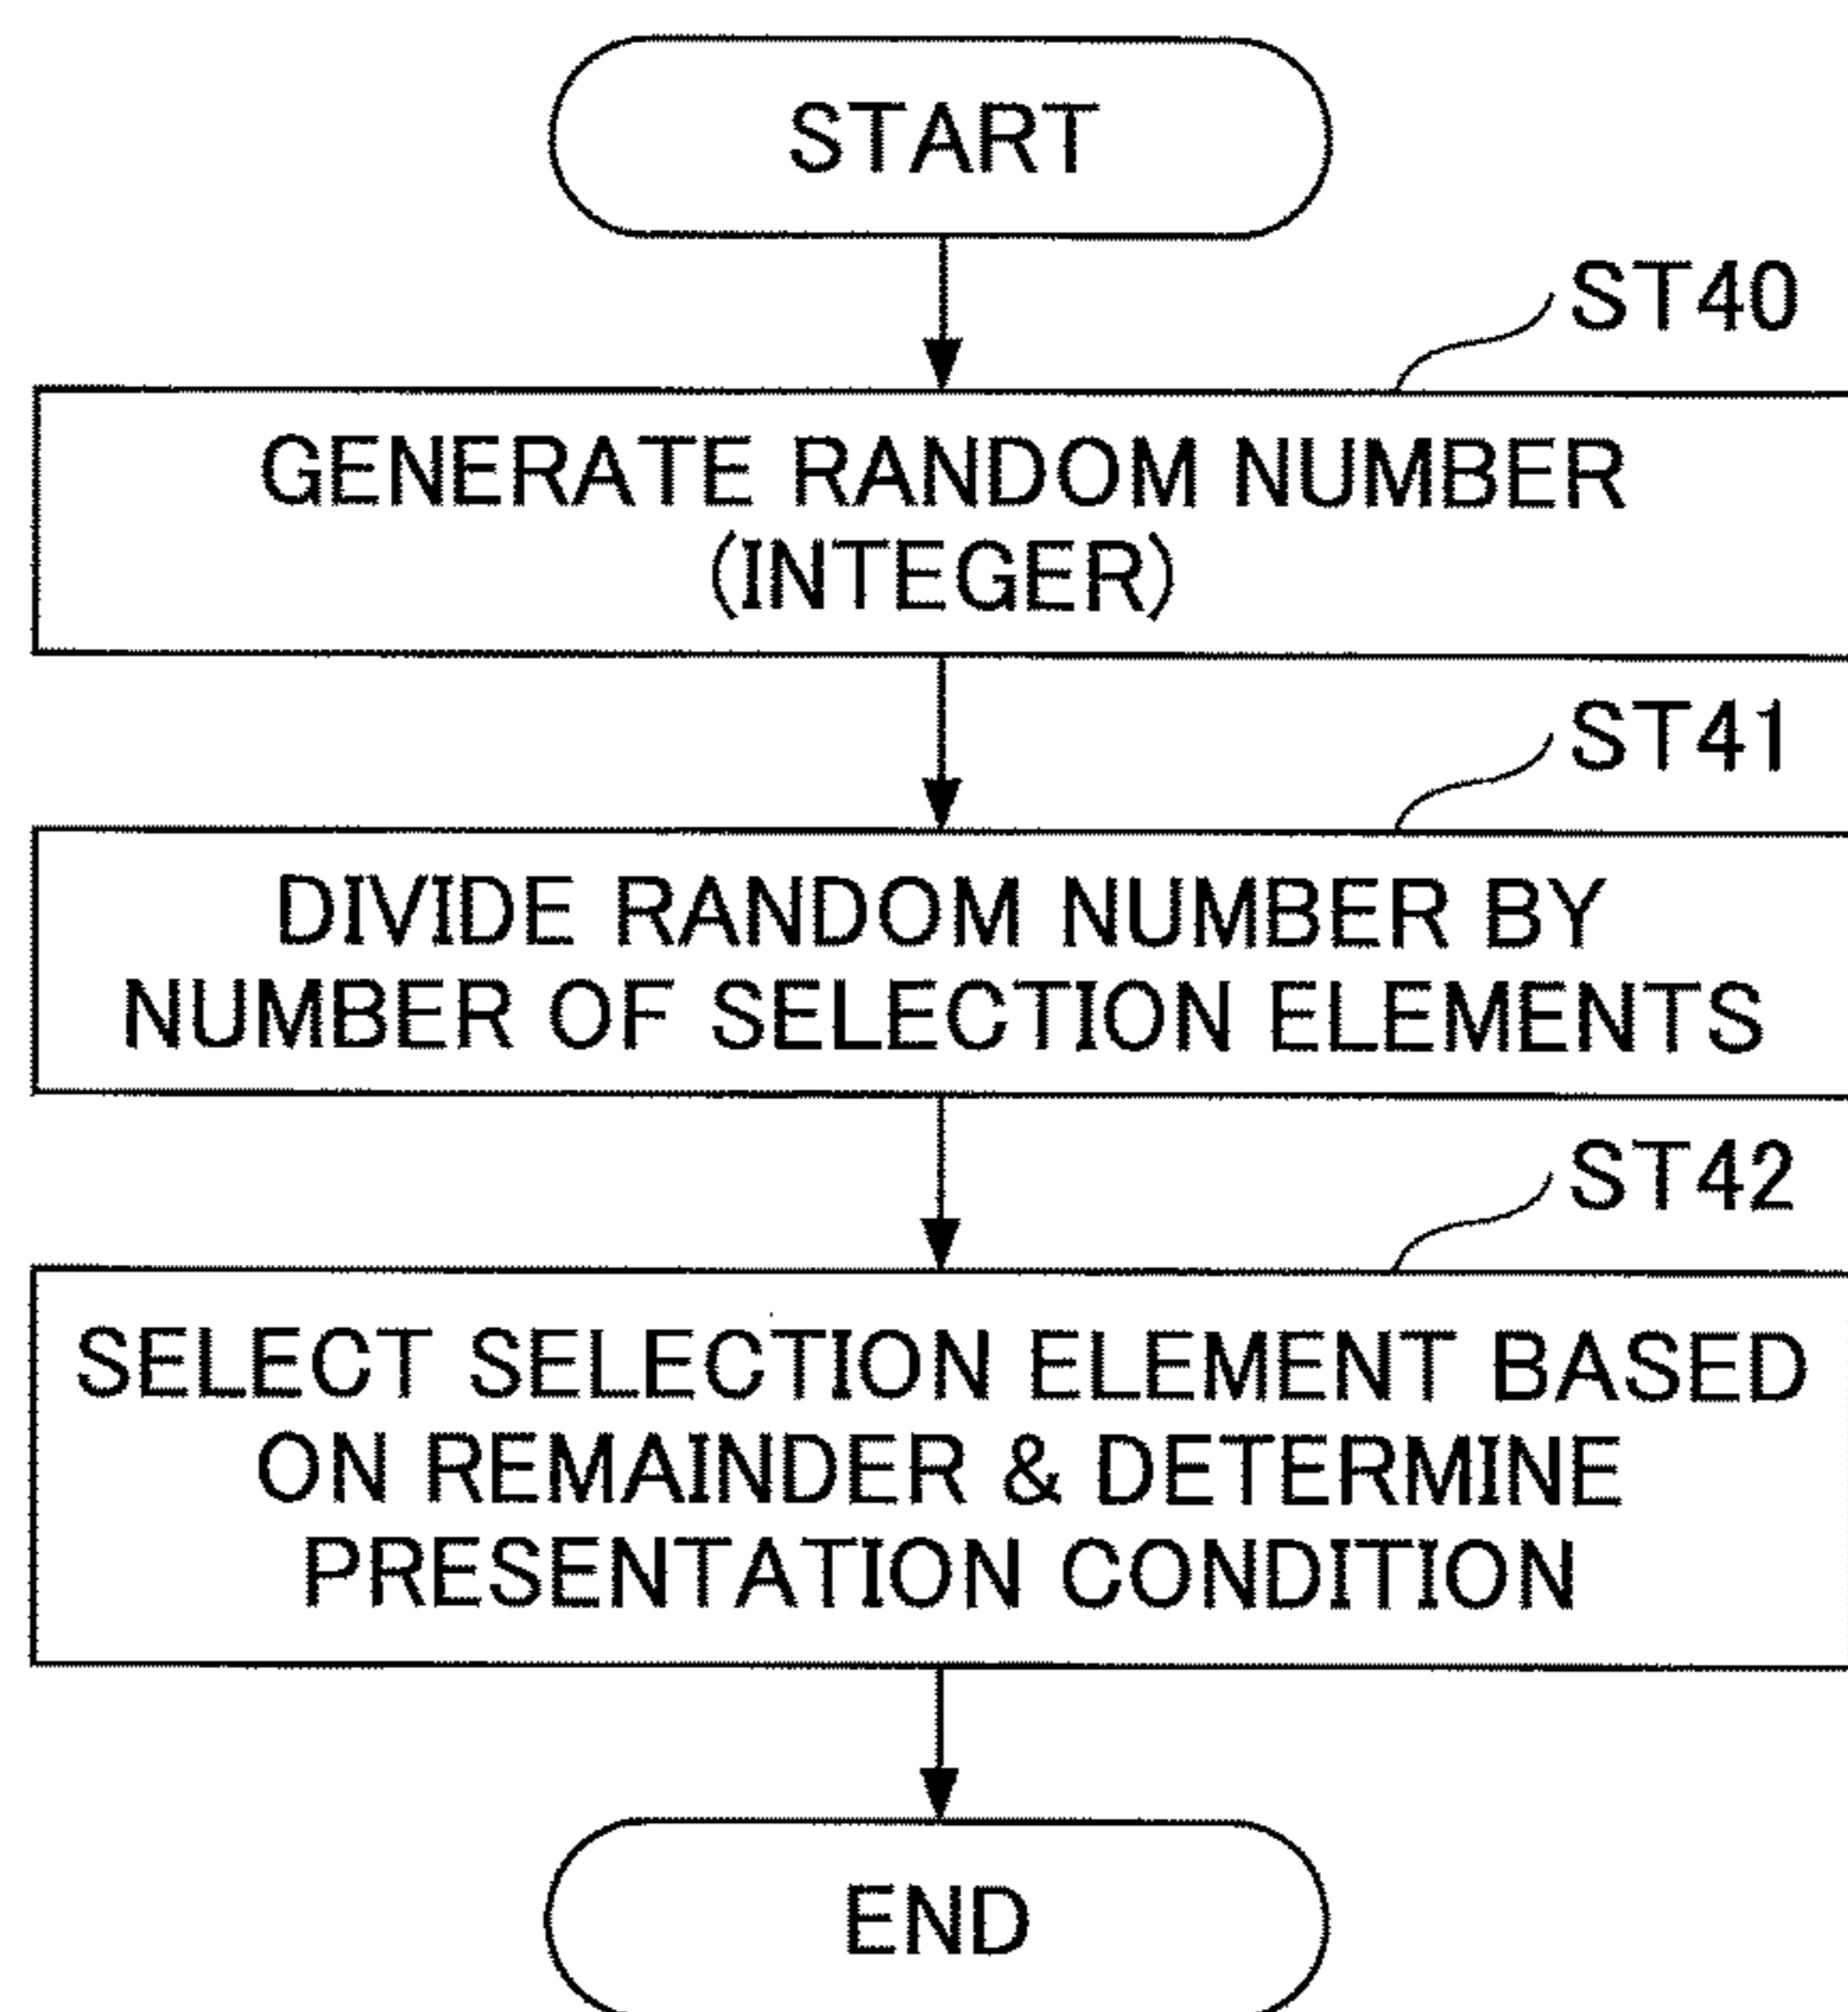 START
ST40
GENERATE RANDOM NUMBER
(INTEGER)
ST41
DIVIDE RANDOM NUMBER BY
NUMBER OF SELECTION ELEMENTS
ST42
SELECT SELECTION ELEMENT BASED
ON REMAINDER & DETERMINE
PRESENTATION CONDITION
END